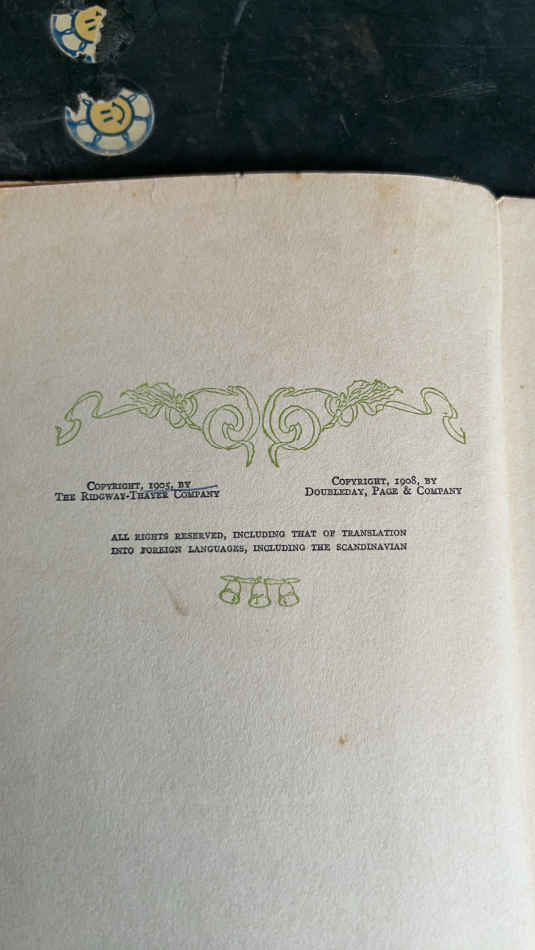 Copyright, 1905, by
The Ridgway-Thayer Company
Copyright, 1908, by
Doubleday, Page & Company
ALL RIGHTS RESERVED, INCLUDING THAT OF TRANSLATION
INTO FOREIGN LANGUAGES, INCLUDING THE SCANDINAVIAN